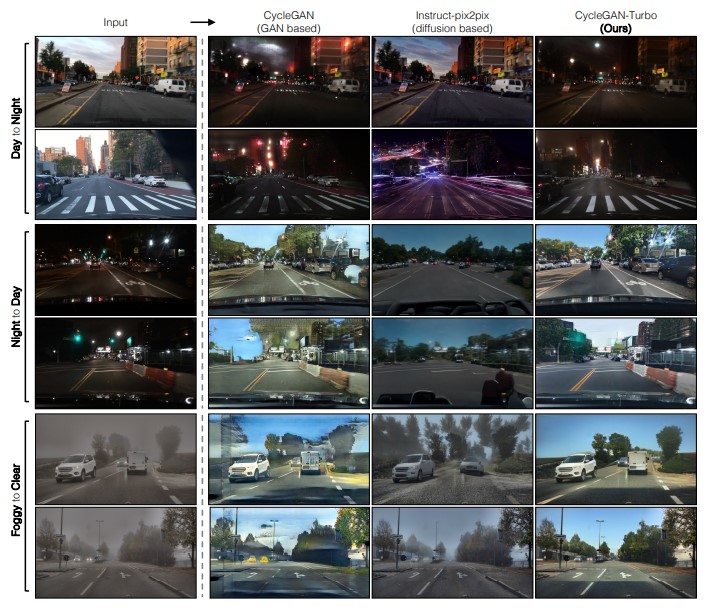 Input
CycleGAN
(GAN based)
Instruct-pix2pix
(diffusion based)
CycleGAN-Turbo
(Ours)
Day to Night
Night to Day
Foggy to Clear